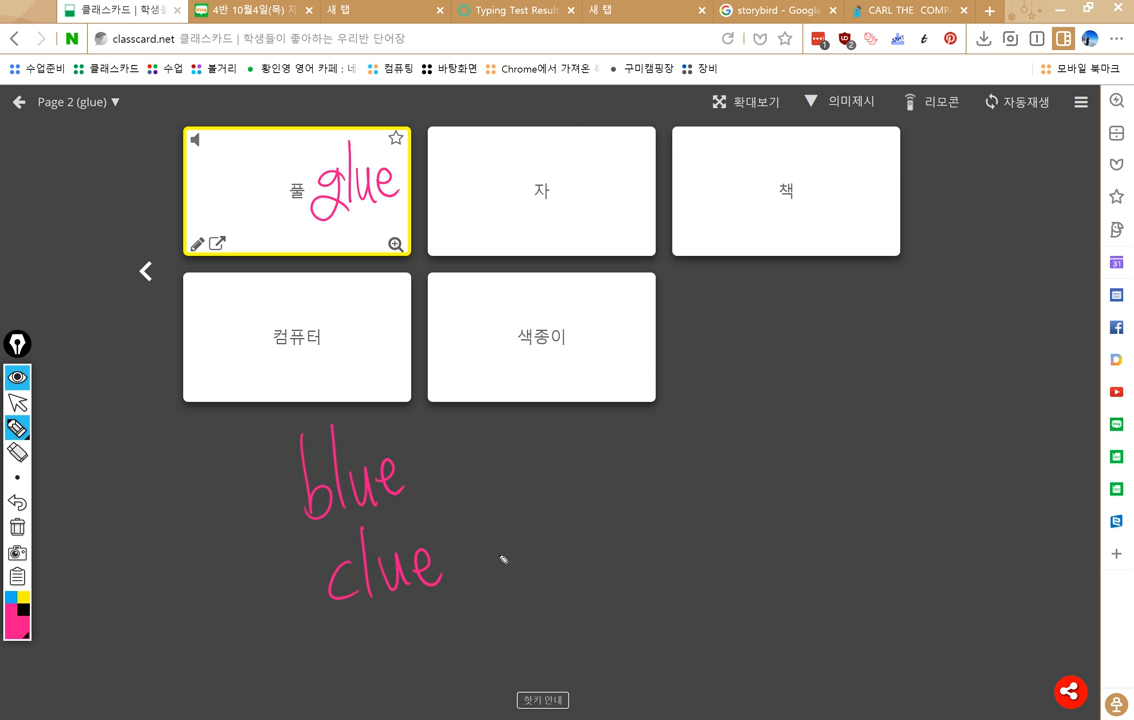 클래스카드 | 학생들
4반 10월4일(목) 지
새 탭
Typing Test Result
새 탭
storybird - Google
CARL THE COMP
N classcard.net 클래스카드 | 학생들이 좋아하는 우리반 단어장
1
UD 2
t
수업준비 클래스카드 수업 볼거리 황인영 영어 카페 : 네 컴퓨팅 바탕화면 Chrome에서 가져온 구미캠핑장 장비 모바일 북마크
Page 2 (glue) ▼
확대보기 의미제시 리모콘 자동재생
풀 glue
자
책
컴퓨터
색종이
blue
clue
31
핫키 안내